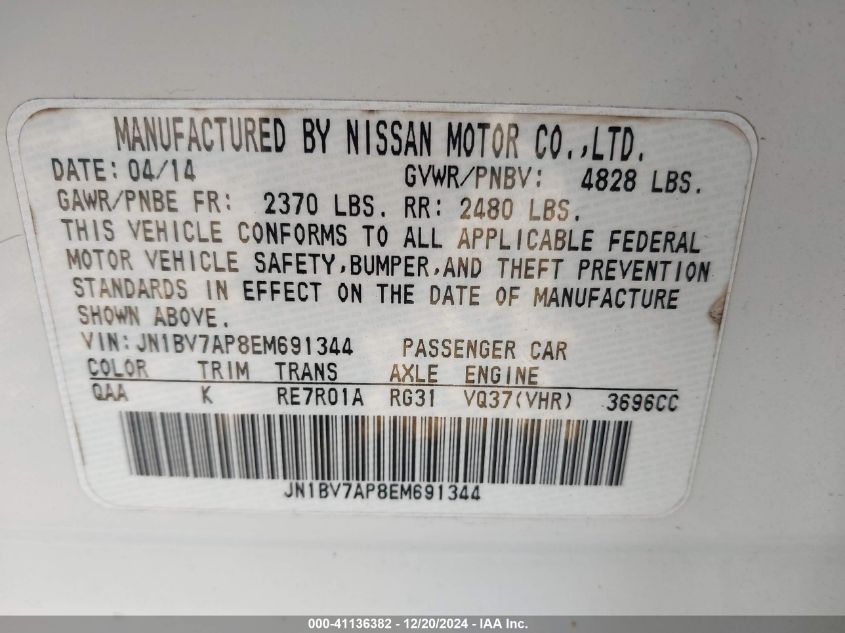 MANUFACTURED BY NISSAN MOTOR CO.,LTD.
DATE: 04/14 GVWR/PNBV: 4828 LBS.
GAWR/PNBE FR: 2370 LBS. RR: 2480 LBS.
THIS VEHICLE CONFORMS TO ALL APPLICABLE FEDERAL
MOTOR VEHICLE SAFETY,BUMPER,AND THEFT PREVENTION
STANDARDS IN EFFECT ON THE DATE OF MANUFACTURE
SHOWN ABOVE.
VIN:JN1BV7AP8EM691344 PASSENGER CAR
COLOR TRIM TRANS AXLE ENGINE
QAA K RE7R01A RG31 VQ37(VHR) 3696CC
JN1BV7AP8EM691344
000-41136382 - 12/20/2024 - IAA Inc.